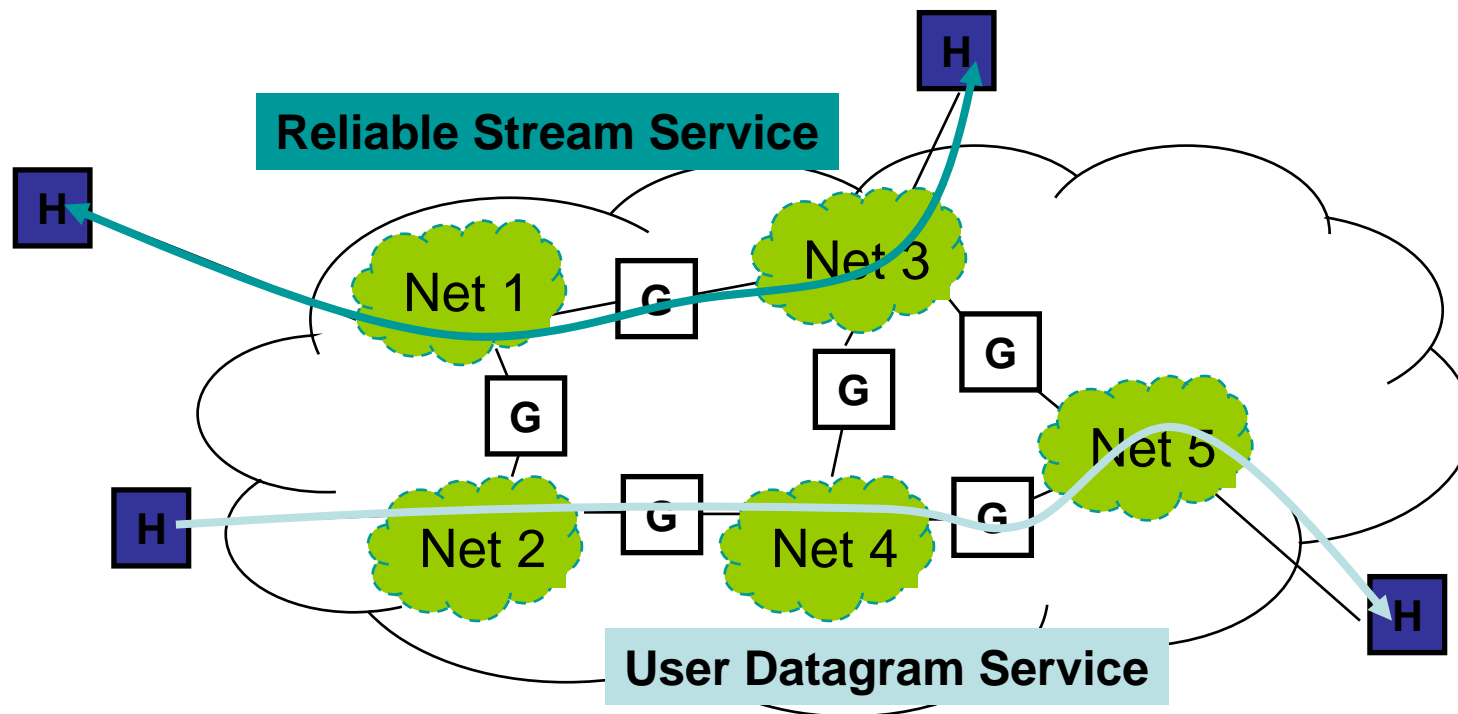 H
Reliable Stream Service
H
Net 3
Net 1
G
G
G
G
Net 5
H
Net 2
G
Net 4
G
H
User Datagram Service